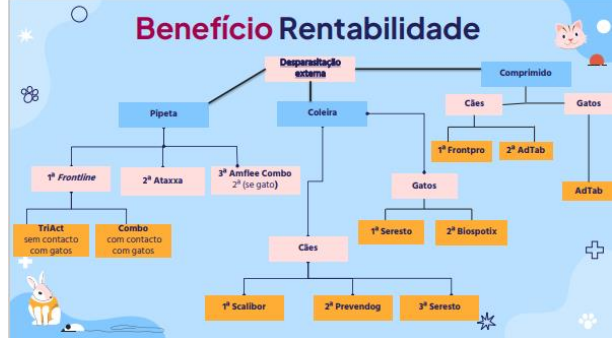 Benefício Rentabilidade
Desparasitação
externa
Comprimido
Pipeta
Coleira
Cães
Gatos
1ª Frontpro
2ª AdTab
AdTab
1ª Frontline
2ª Ataxxa
3ª Amflee Combo
2ª (se gato)
TriAct
sem contacto
com gatos
Combo
com contacto
com gatos
Gatos
1ª Seresto
2ª Biospotix
Cães
1ª Scalibor
2ª Prevendog
3ª Seresto